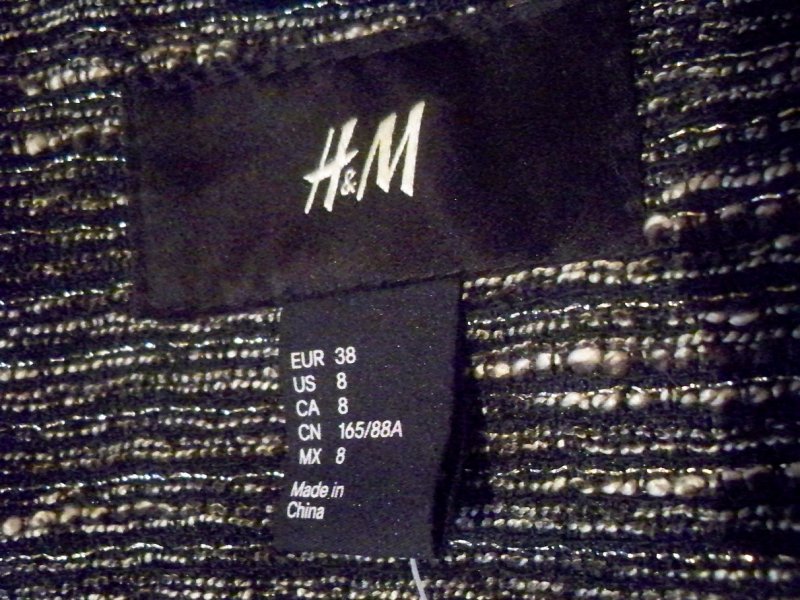 H&M
EUR 38
US 8
CA 8
CN 165/88A
MX 8
Made in
China